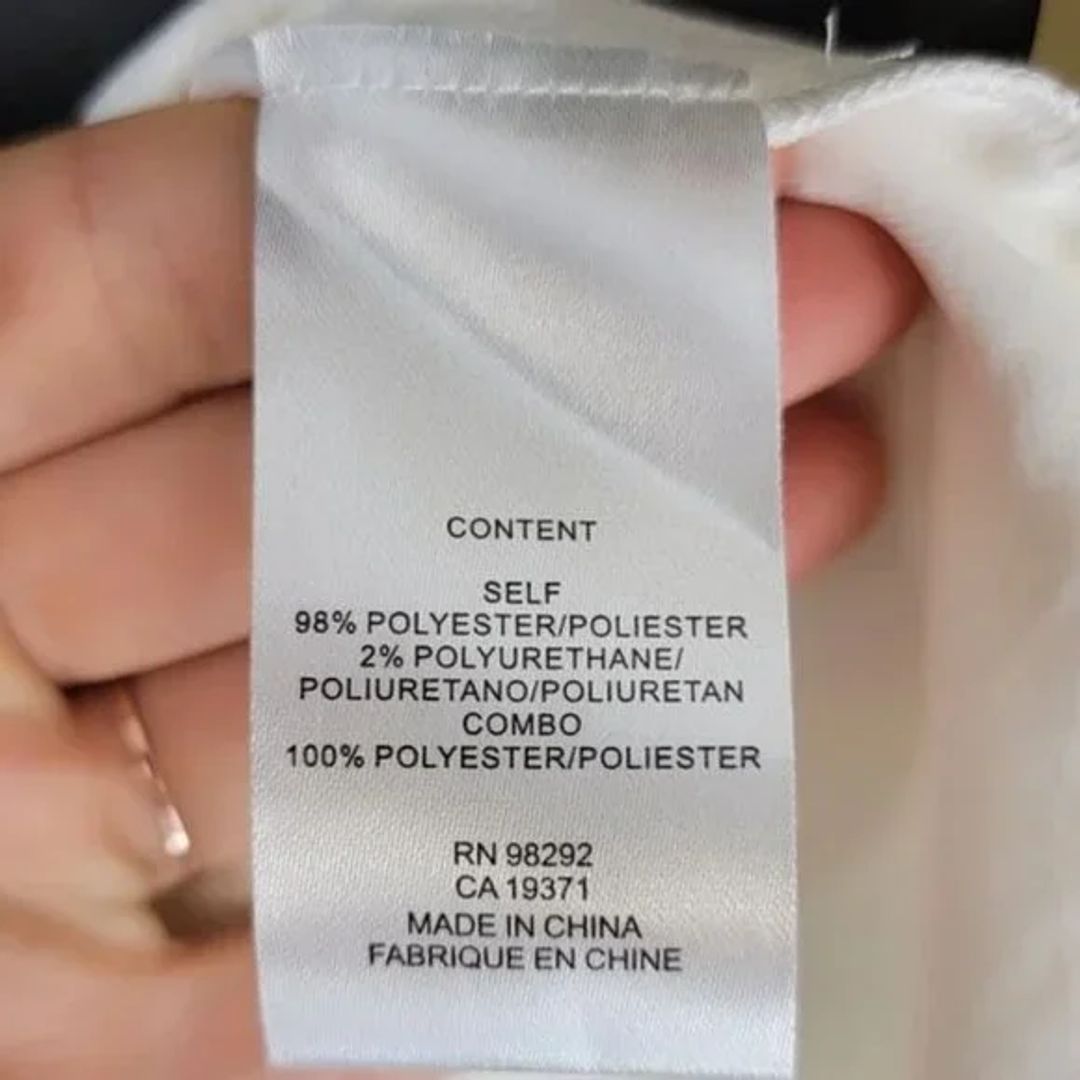 CONTENT
SELF
98% POLYESTER/POLIESTER
2% POLYURETHANE/
POLIURETANO/POLIURETAN
COMBO
100% POLYESTER/POLIESTER
RN 98292
CA 19371
MADE IN CHINA
FABRIQUE EN CHINE